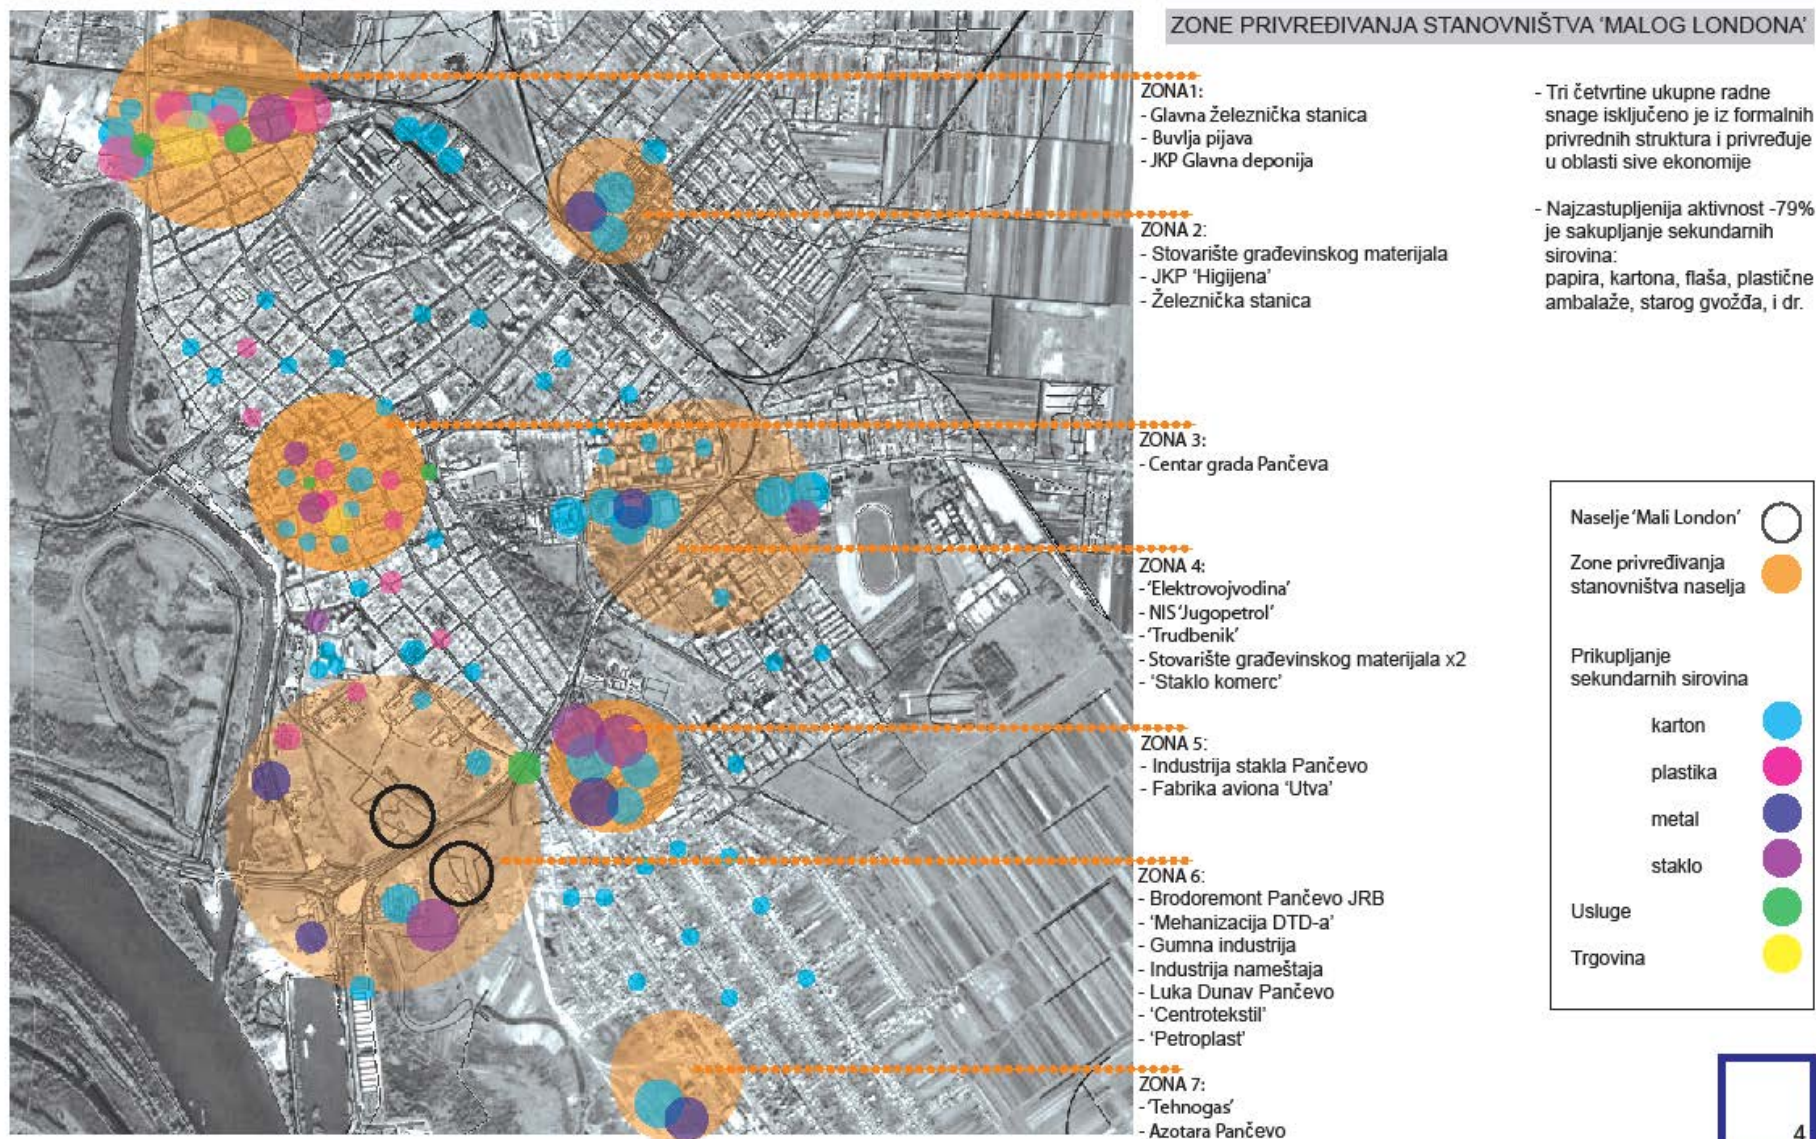 ZONE PRIVREĐIVANJA STANOVNIŠTVA 'MALOG LONDONA'
ZONA1:
- Glavna železnička stanica
- Buvlja pijava
- JKP Glavna deponija
ZONA 2:
- Stovarište građevinskog materijala
- JKP 'Higijena'
- Železnička stanica
ZONA 3:
- Centar grada Pančeva
ZONA 4:
-'Elektrovojvodina'
- NIS'Jugopetrol'
-'Trudbenik'
- Stovarište građevinskog materijala x2
- 'Staklo komerc'
ZONA 5:
- Industrija stakla Pančevo
- Fabrika aviona 'Utva'
ZONA 6:
- Brodoremont Pančevo JRB
- 'Mehanizacija DTD-a'
- Gumna industrija
- Industrija nameštaja
- Luka Dunav Pančevo
- 'Centrotekstil'
- 'Petroplast'
ZONA 7:
-'Tehnogas'
- Azotara Pančevo
- Tri četvrtine ukupne radne
snage isključeno je iz formalnih
privrednih struktura i privređuje
u oblasti sive ekonomije
- Najzastupljenija aktivnost -79%
je sakupljanje sekundarnih
sirovina:
papira, kartona, flaša, plastične
ambalaže, starog gvožđa, i dr.
Naselje'Mali London'
Zone privređivanja
stanovništva naselja
Prikupljanje
sekundarnih sirovina
karton
plastika
metal
staklo
Usluge
Trgovina
4